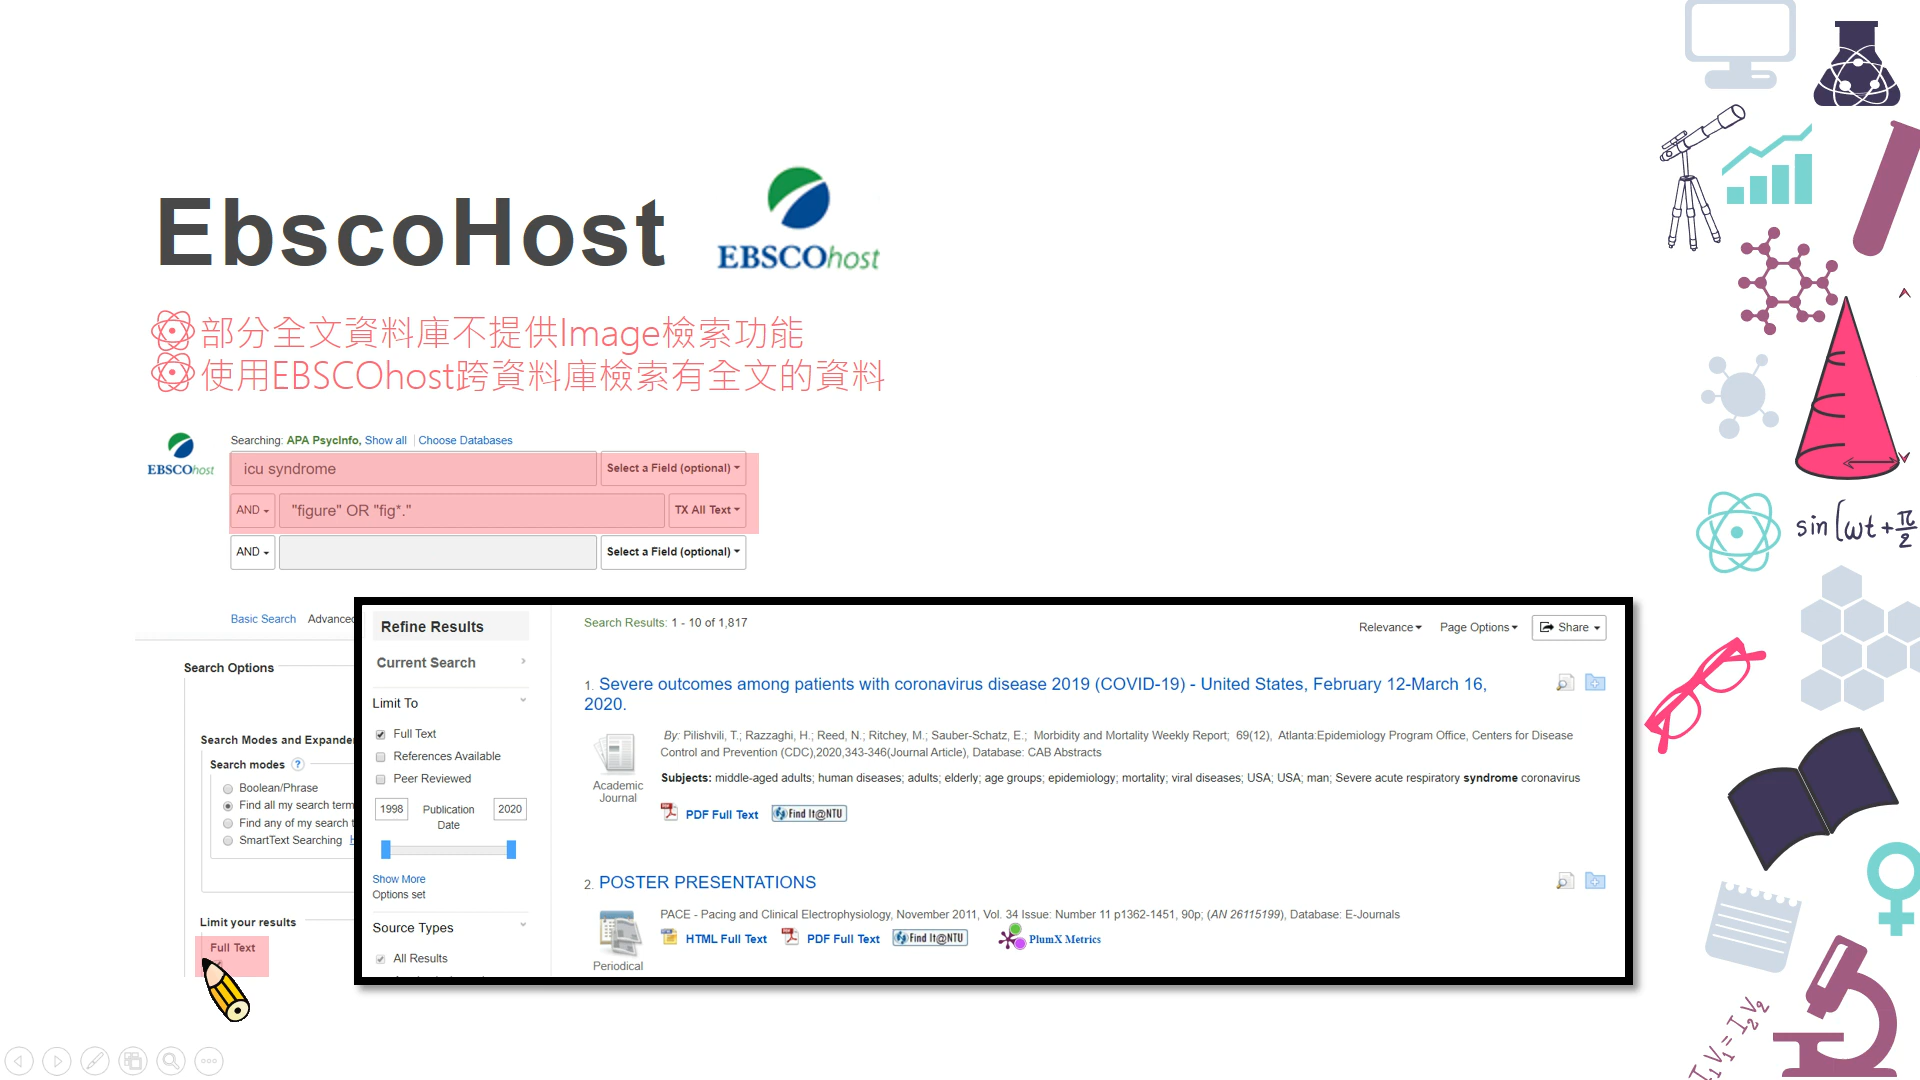 EbscoHost
EBSCOhost
部分全文資料庫不提供Image檢索功能
使用EBSCOhost跨資料庫檢索有全文的資料
EBSCOhost
Searching: APA PsycInfo, Show all Choose Databases
icu syndrome Select a Field (optional)
AND "figure" OR "fig*." TX All Text
AND Select a Field (optional)
Basic Search Advanced
Search Options
Search Modes and Expande
Search modes ?
Boolean/Phrase
Find all my search term
Find any of my search t
SmartText Searching
Limit your results
Full Text
Refine Results
Current Search
Limit To
Full Text
References Available
Peer Reviewed
1998 Publication Date 2020
Show More
Options set
Source Types
All Results
Search Results: 1 - 10 of 1,817
Relevance Page Options Share
1. Severe outcomes among patients with coronavirus disease 2019 (COVID-19) - United States, February 12-March 16,
2020.
By: Pilishvili, T.; Razzaghi, H.; Reed, N.; Ritchey, M.; Sauber-Schatz, E.; Morbidity and Mortality Weekly Report; 69(12), Atlanta:Epidemiology Program Office, Centers for Disease
Control and Prevention (CDC),2020,343-346(Journal Article), Database: CAB Abstracts
Academic
Journal
Subjects: middle-aged adults; human diseases; adults; elderly; age groups; epidemiology; mortality; viral diseases; USA; USA; man; Severe acute respiratory syndrome coronavirus
PDF Full Text Find It@NTU
2. POSTER PRESENTATIONS
PACE - Pacing and Clinical Electrophysiology, November 2011, Vol. 34 Issue: Number 11 p1362-1451, 90p; (AN 26115199), Database: E-Journals
HTML Full Text PDF Full Text Find It@NTU PlumX Metrics
Periodical
sin(ωt+π/2
I₁V₁=I₂V₂